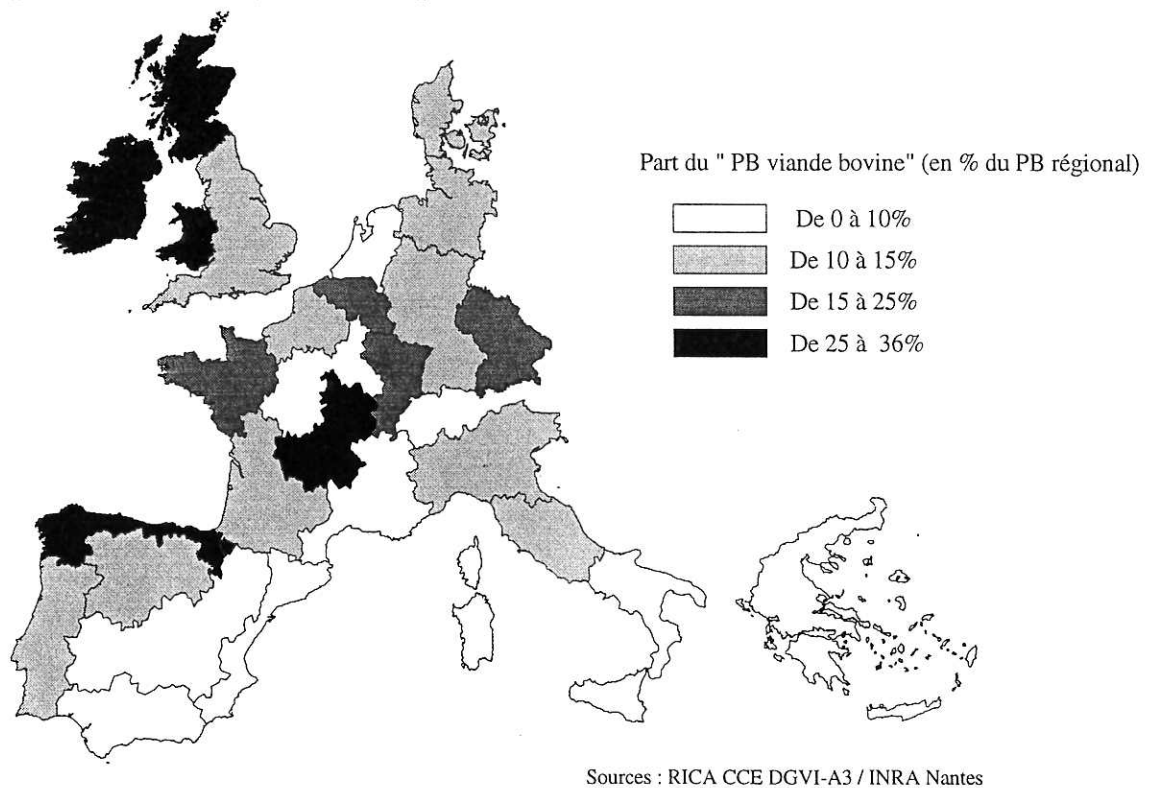 Part du " PB viande bovine" (en % du PB régional)
De 0 à 10%
De 10 à 15%
De 15 à 25%
De 25 à 36%
Sources : RICA CCE DGVI-A3 / INRA Nantes